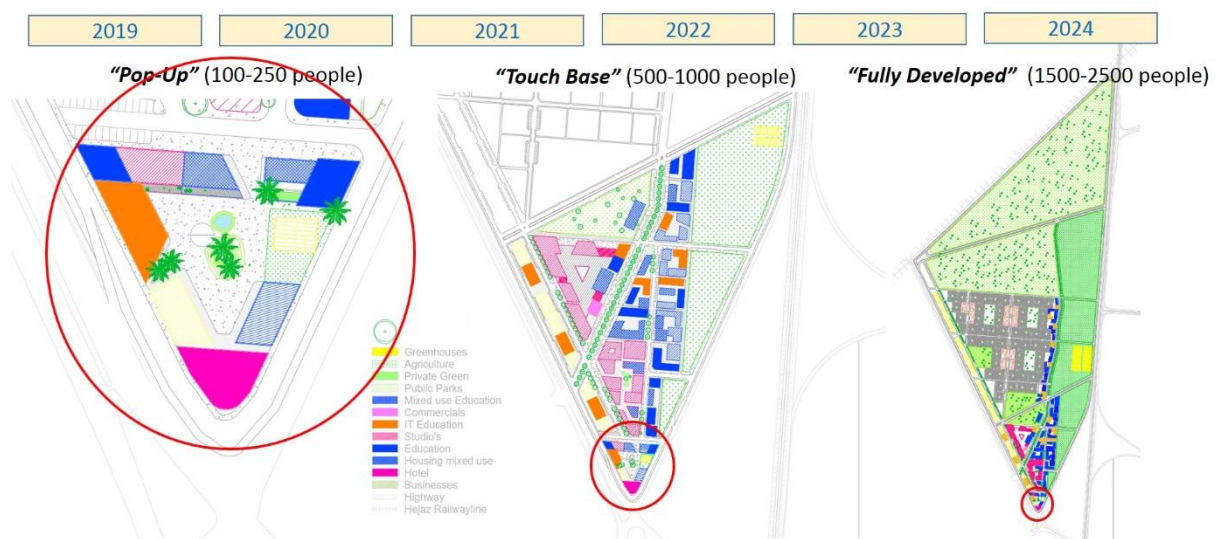 2019 2020 2021 2022 2023 2024
“Pop-Up” (100-250 people) “Touch Base” (500-1000 people) “Fully Developed” (1500-2500 people)
Greenhouses
Agriculture
Private Green
Public Parks
Mixed use Education
Commercials
IT Education
Studio's
Education
Housing mixed use
Hotel
Businesses
Highway
Hejaz Railwayline